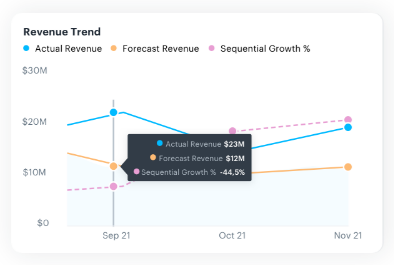 Revenue Trend
Actual Revenue Forecast Revenue Sequential Growth %
$30M
$20M
Actual Revenue $23M
Forecast Revenue $12M
Sequential Growth % -44.5%
$10M
$0
Sep 21 Oct 21 Nov 21